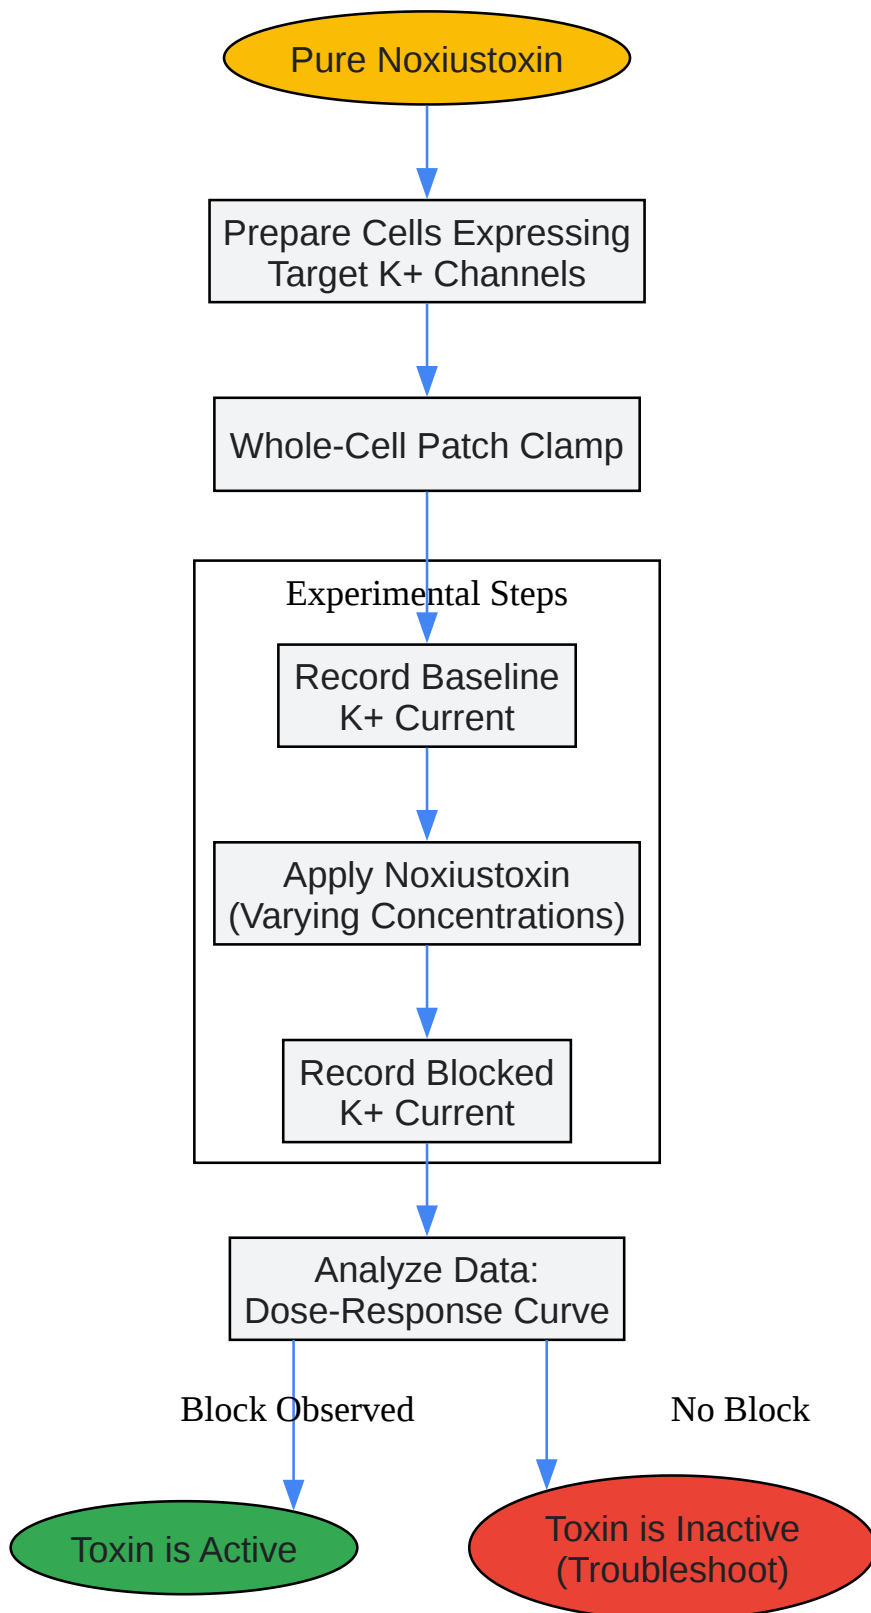 Pure Noxiustoxin
Prepare Cells Expressing
Target K+ Channels
Whole-Cell Patch Clamp
Experimental Steps
Record Baseline
K+ Current
Apply Noxiustoxin
(Varying Concentrations)
Record Blocked
K+ Current
Analyze Data:
Dose-Response Curve
Block Observed
No Block
Toxin is Active
Toxin is Inactive
(Troubleshoot)